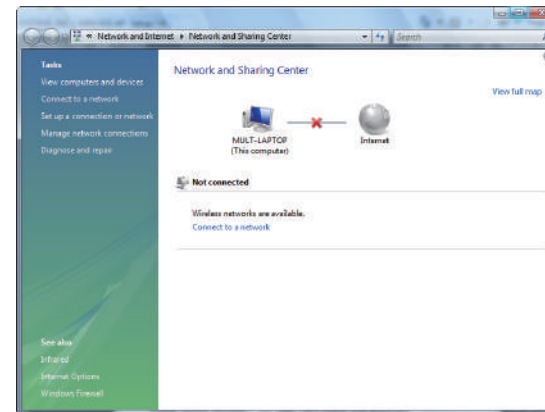 « Network and Internet ▸ Network and Sharing Center
Search
Tasks
View computers and devices
Connect to a network
Set up a connection or network
Manage network connections
Diagnose and repair
See also
Infrared
Internet Options
Windows Firewall
Network and Sharing Center
View full map
MULT-LAPTOP
(This computer)
Internet
Not connected
Wireless networks are available.
Connect to a network